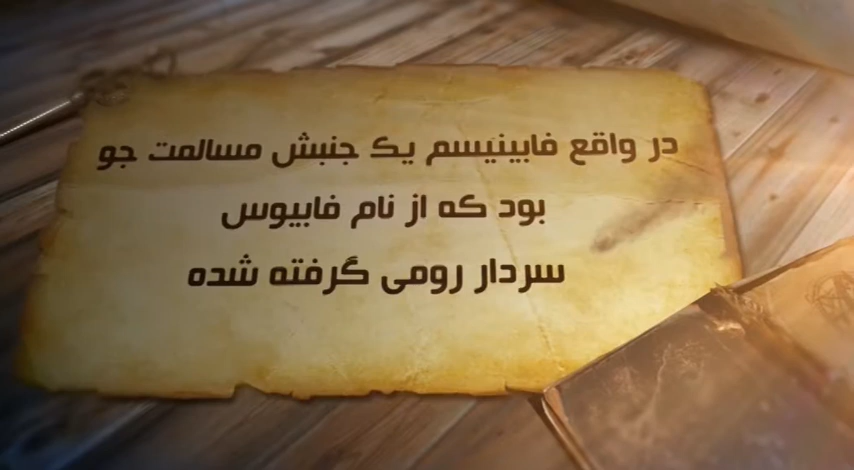 در واقع فابینیسم یک جنبش مسالمت جو
بود که از نام فابیوس
سردار رومی گرفته شده